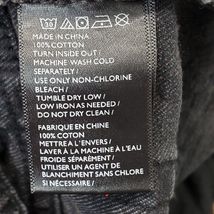 30
MADE IN CHINA
100% COTTON
TURN INSIDE OUT /
MACHINE WASH COLD
SEPARATELY /
USE ONLY NON-CHLORINE
BLEACH /
TUMBLE DRY LOW /
LOW IRON AS NEEDED /
DO NOT DRY CLEAN
FABRIQUE EN CHINE
100% COTTON
METTRE A L'ENVERS /
LAVER À LA MACHINE À L'EAU
FROIDE SÉPARÉMENT /
UTILISER UN AGENT DE
BLANCHIMENT SANS CHLORE
SI NÉCESSAIRE /